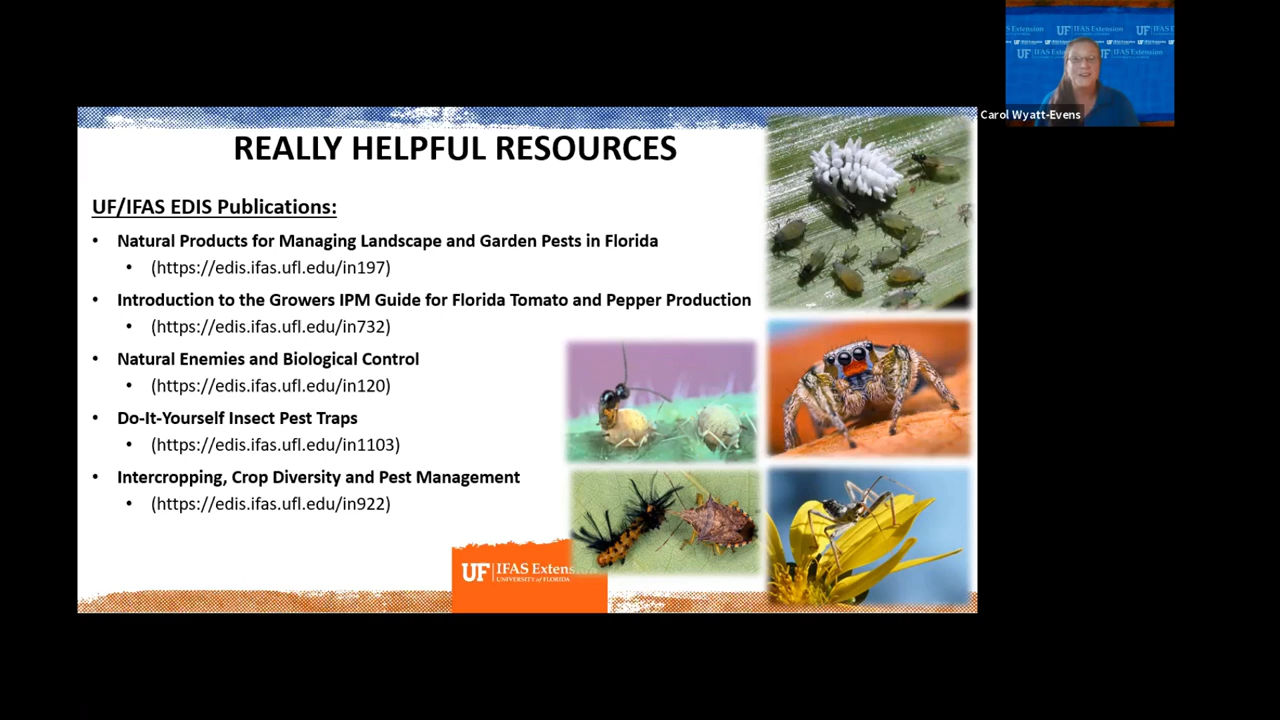 UF IFAS Extension
Carol Wyatt-Evens
REALLY HELPFUL RESOURCES
UF/IFAS EDIS Publications:
• Natural Products for Managing Landscape and Garden Pests in Florida
• (https://edis.ifas.ufl.edu/in197)
• Introduction to the Growers IPM Guide for Florida Tomato and Pepper Production
• (https://edis.ifas.ufl.edu/in732)
• Natural Enemies and Biological Control
• (https://edis.ifas.ufl.edu/in120)
• Do-It-Yourself Insect Pest Traps
• (https://edis.ifas.ufl.edu/in1103)
• Intercropping, Crop Diversity and Pest Management
• (https://edis.ifas.ufl.edu/in922)
UF IFAS Extens
UNIVERSITY of FLORIDA